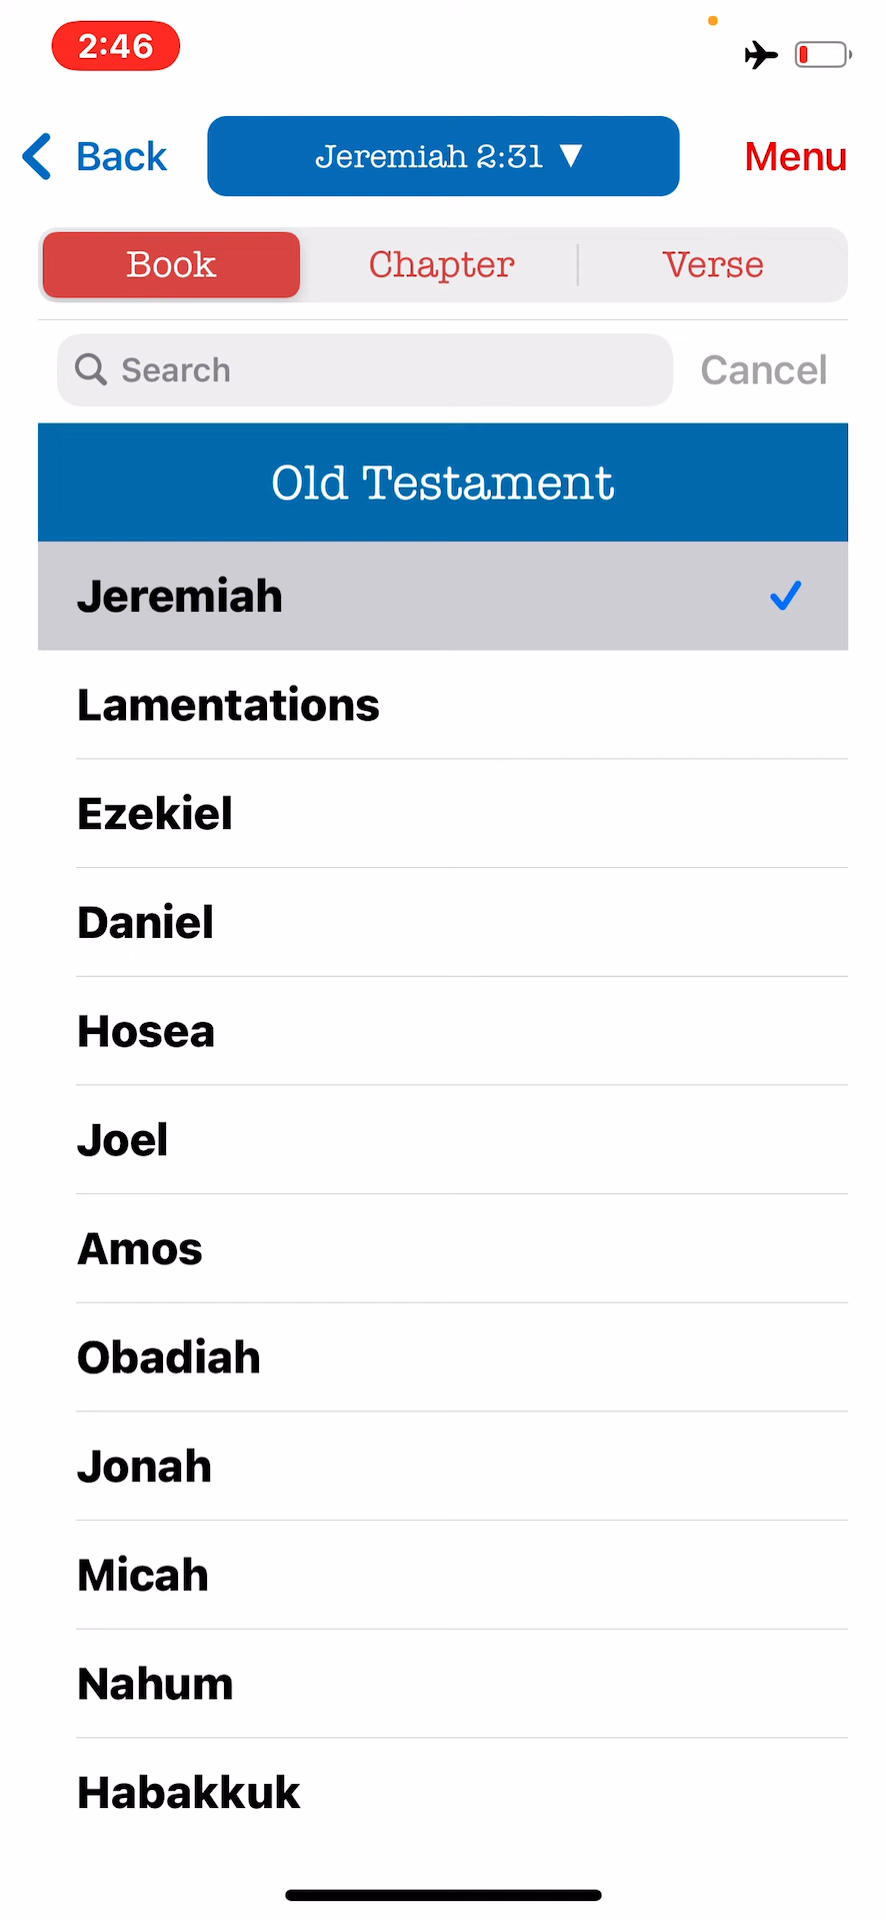 2:46
Back
Jeremiah 2:31 ▼
Menu
Book
Chapter
Verse
Search
Cancel
Old Testament
Jeremiah
Lamentations
Ezekiel
Daniel
Hosea
Joel
Amos
Obadiah
Jonah
Micah
Nahum
Habakkuk